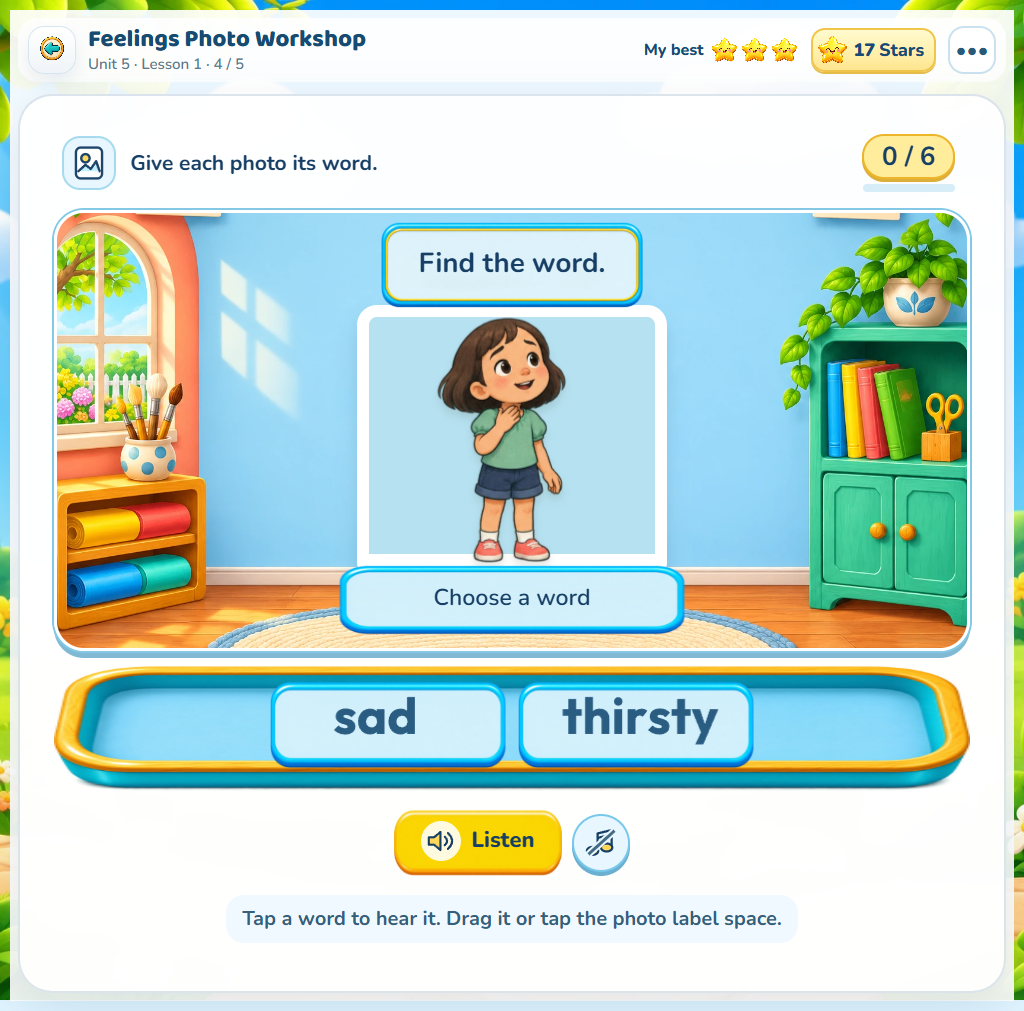 Feelings Photo Workshop
Unit 5 · Lesson 1 · 4 / 5
My best
17 Stars
Give each photo its word.
0 / 6
Find the word.
Choose a word
sad
thirsty
Listen
Tap a word to hear it. Drag it or tap the photo label space.